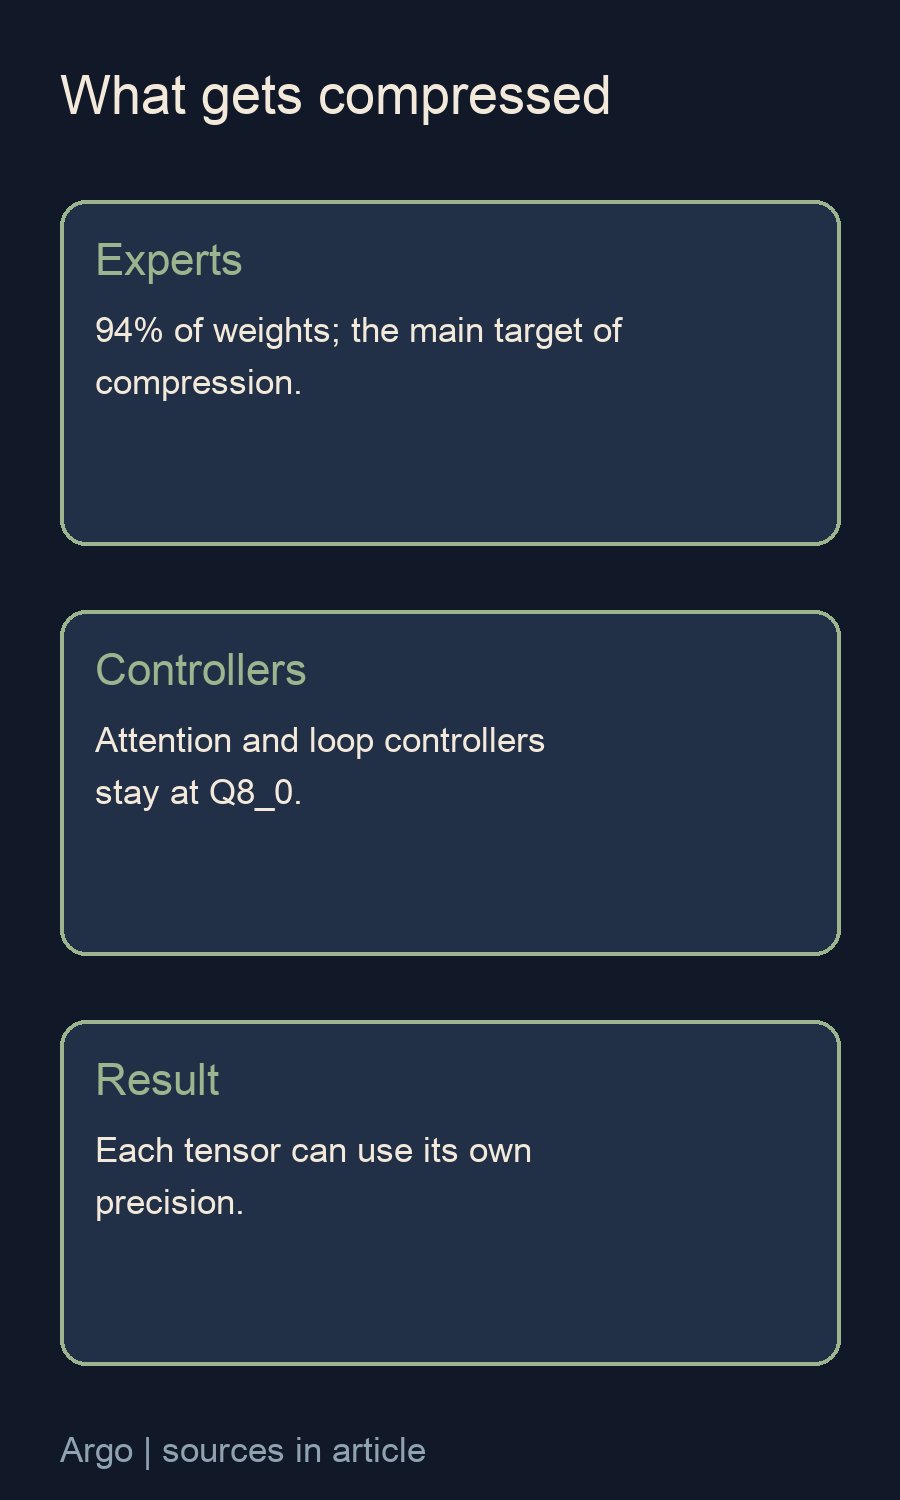 What gets compressed
Experts
94% of weights; the main target of
compression.
Controllers
Attention and loop controllers
stay at Q8_0.
Result
Each tensor can use its own
precision.
Argo | sources in article